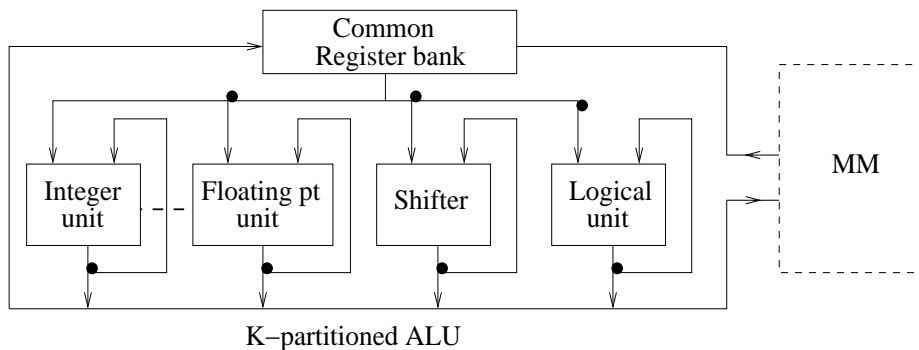 Common
Register bank
Integer
unit
Floating pt
unit
Shifter
Logical
unit
MM
K−partitioned ALU